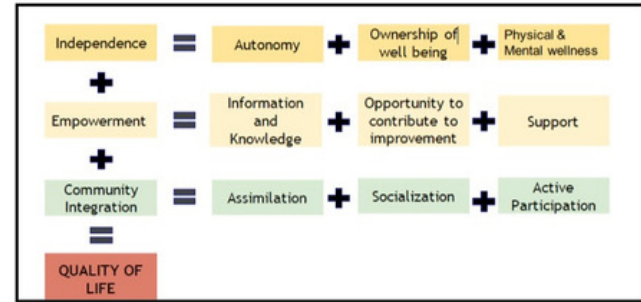 Independence = Autonomy + Ownership of well being + Physical & Mental wellness
+
Empowerment = Information and Knowledge + Opportunity to contribute to improvement + Support
+
Community Integration = Assimilation + Socialization + Active Participation
=
QUALITY OF LIFE